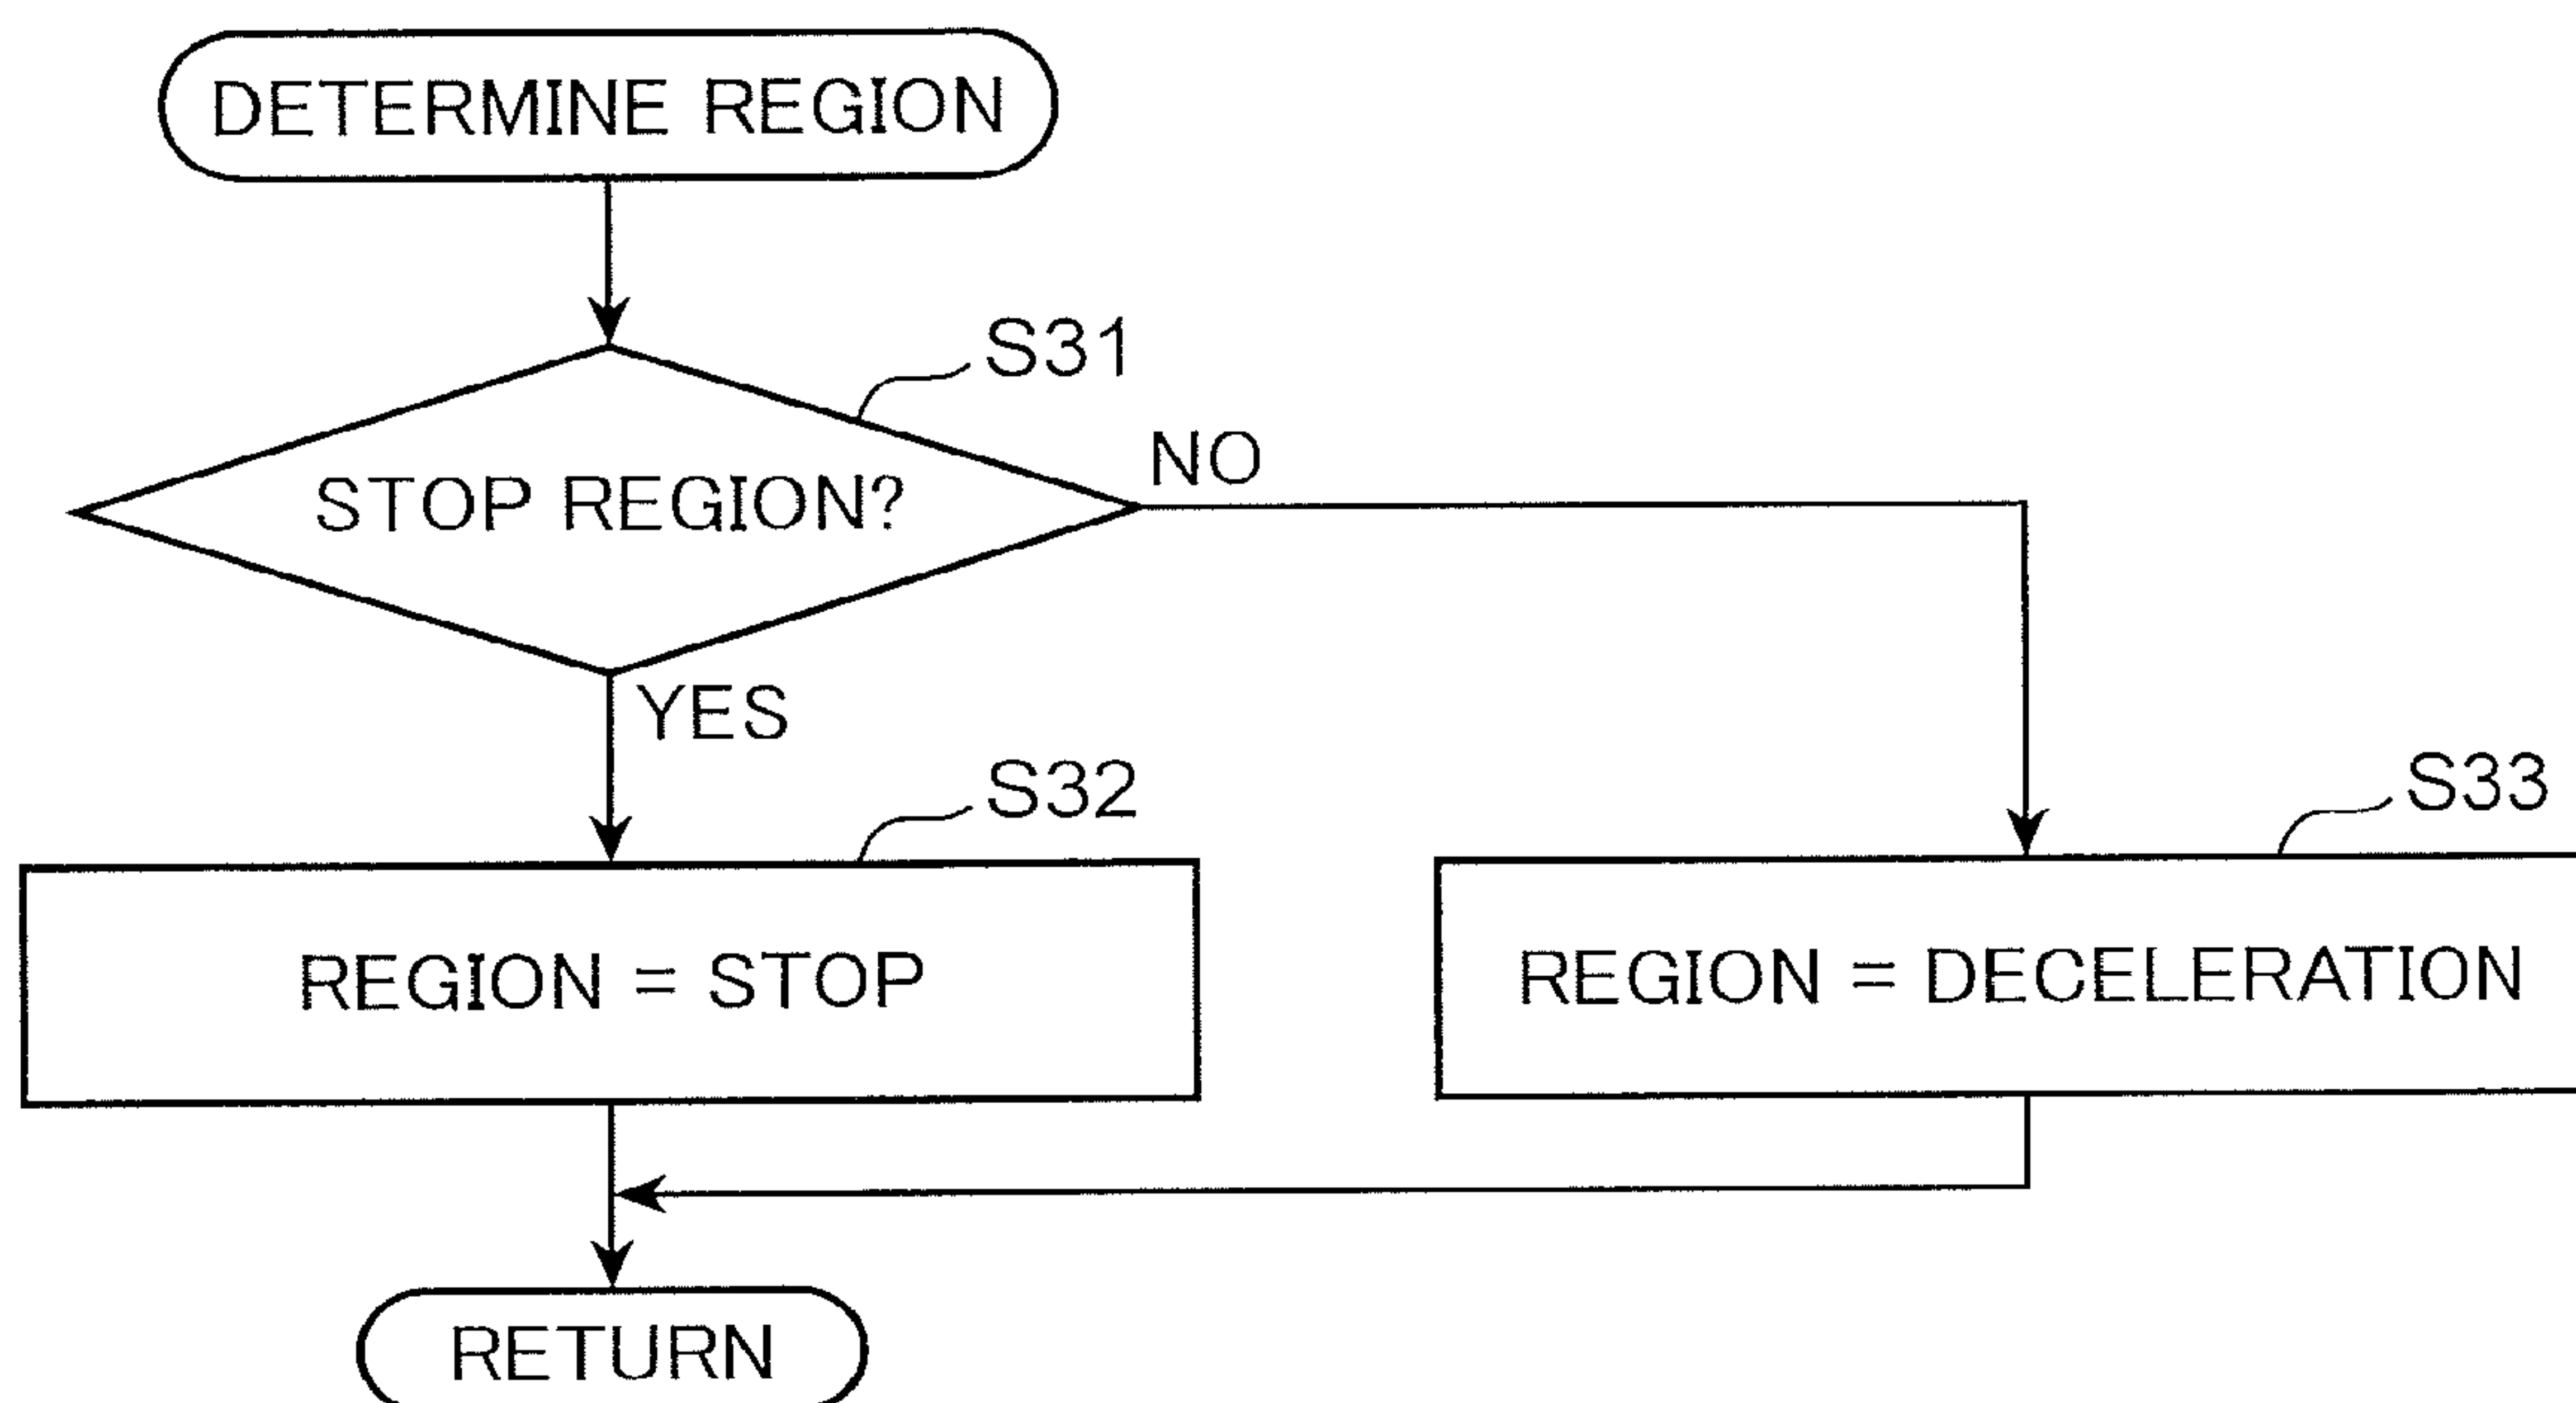 DETERMINE REGION
S31
STOP REGION?
NO
YES
S32
S33
REGION = STOP
REGION = DECELERATION
RETURN